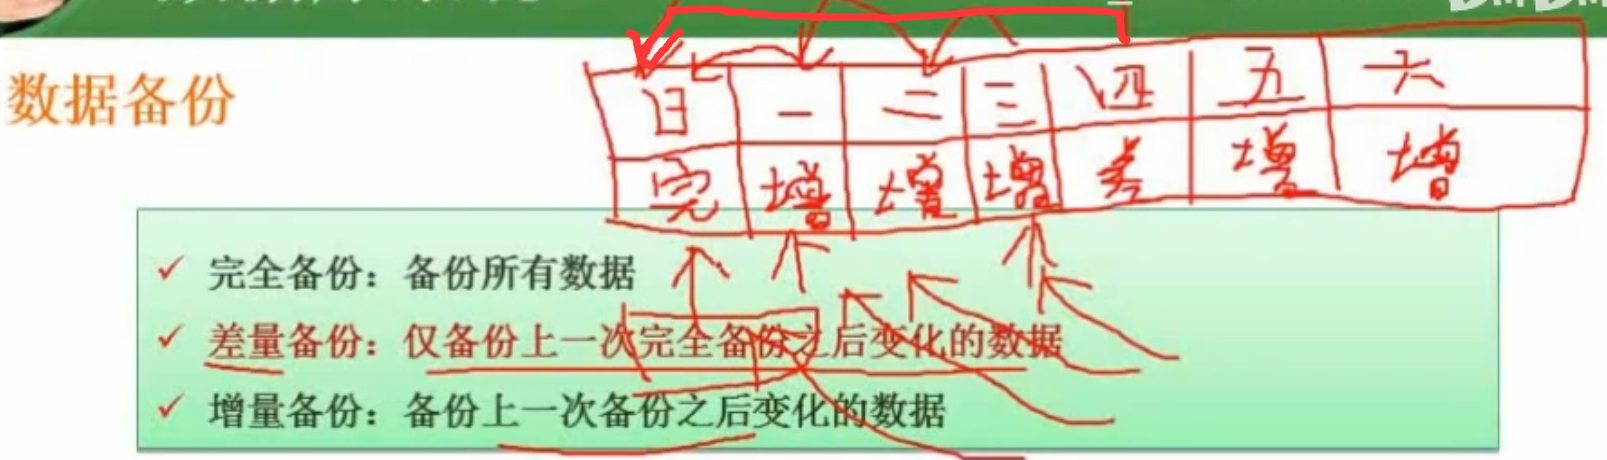 数据备份
日 一 二 三 四 五 六
完 增 增 增 差 增 增
✓ 完全备份：备份所有数据
✓ 差量备份：仅备份上一次完全备份之后变化的数据
✓ 增量备份：备份上一次备份之后变化的数据